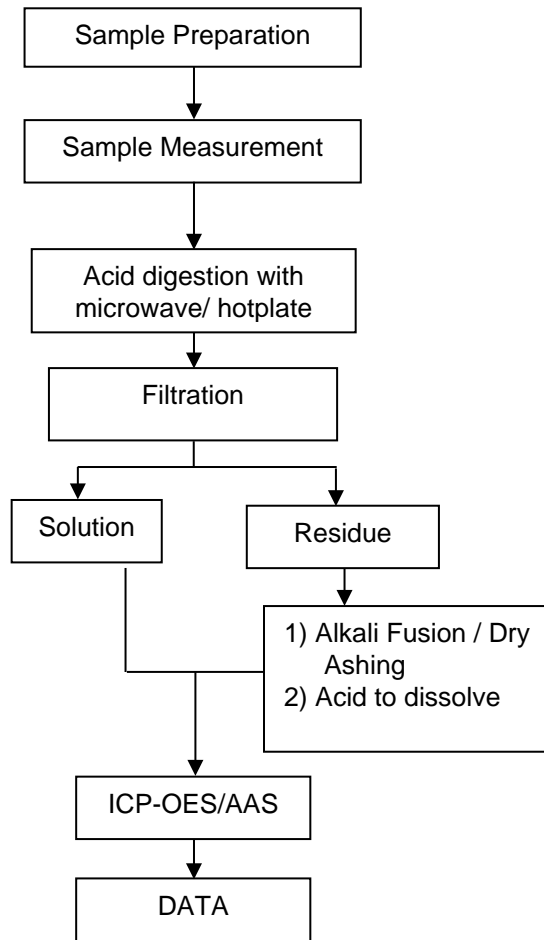 Sample Preparation
Sample Measurement
Acid digestion with
microwave/ hotplate
Filtration
Solution
Residue
1) Alkali Fusion / Dry
Ashing
2) Acid to dissolve
ICP-OES/AAS
DATA